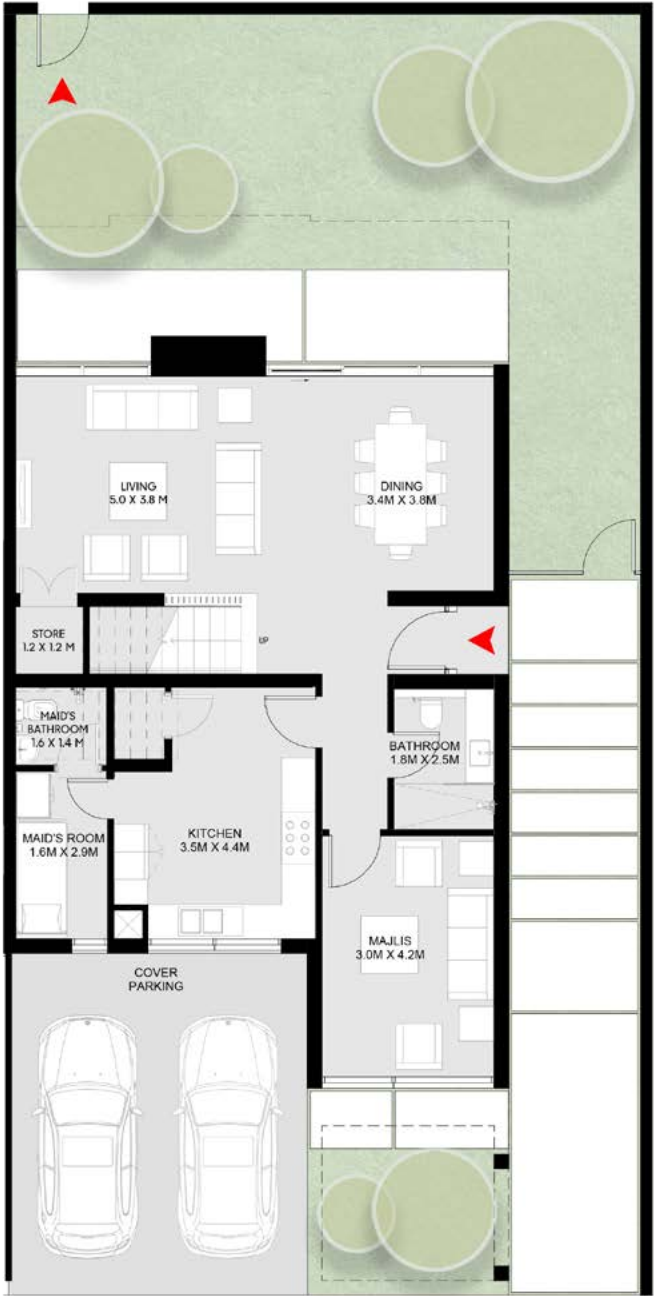 LIVING
5.0 X 3.8 M
DINING
3.4M X 3.8M
STORE
1.2 X 1.2 M
UP
MAID'S
BATHROOM
1.6 X 1.4 M
BATHROOM
1.8M X 2.5M
MAID'S ROOM
1.6M X 2.9M
KITCHEN
3.5M X 4.4M
MAJLIS
3.0M X 4.2M
COVER
PARKING